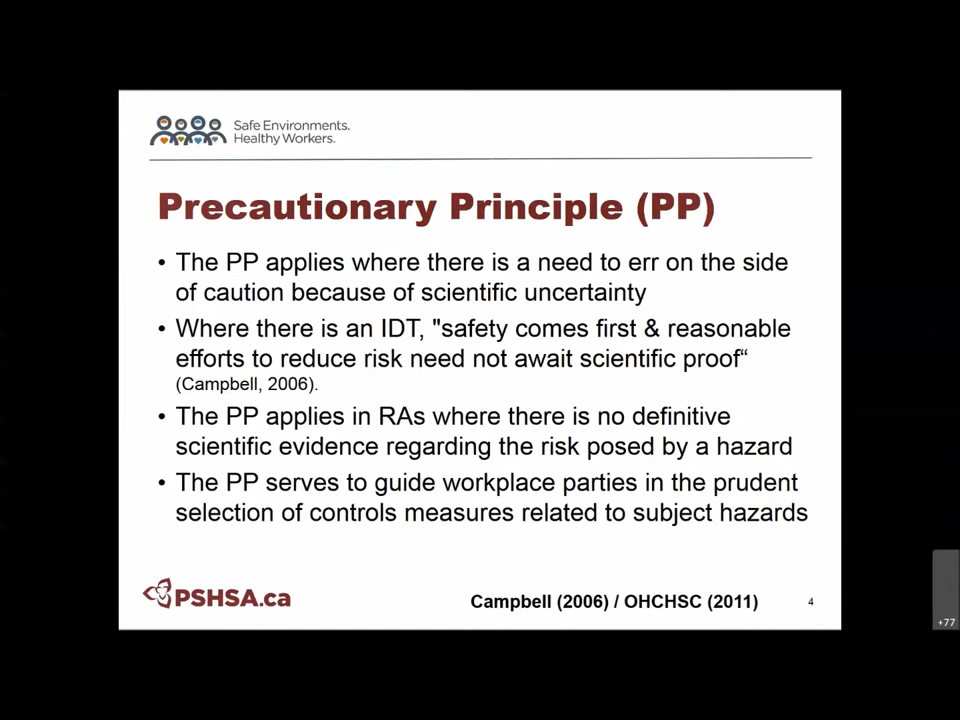 Safe Environments.
Healthy Workers.
Precautionary Principle (PP)
• The PP applies where there is a need to err on the side
of caution because of scientific uncertainty
• Where there is an IDT, "safety comes first & reasonable
efforts to reduce risk need not await scientific proof“
(Campbell, 2006).
• The PP applies in RAs where there is no definitive
scientific evidence regarding the risk posed by a hazard
• The PP serves to guide workplace parties in the prudent
selection of controls measures related to subject hazards
PSHSA.ca
Campbell (2006) / OHCHSC (2011)
4
+77